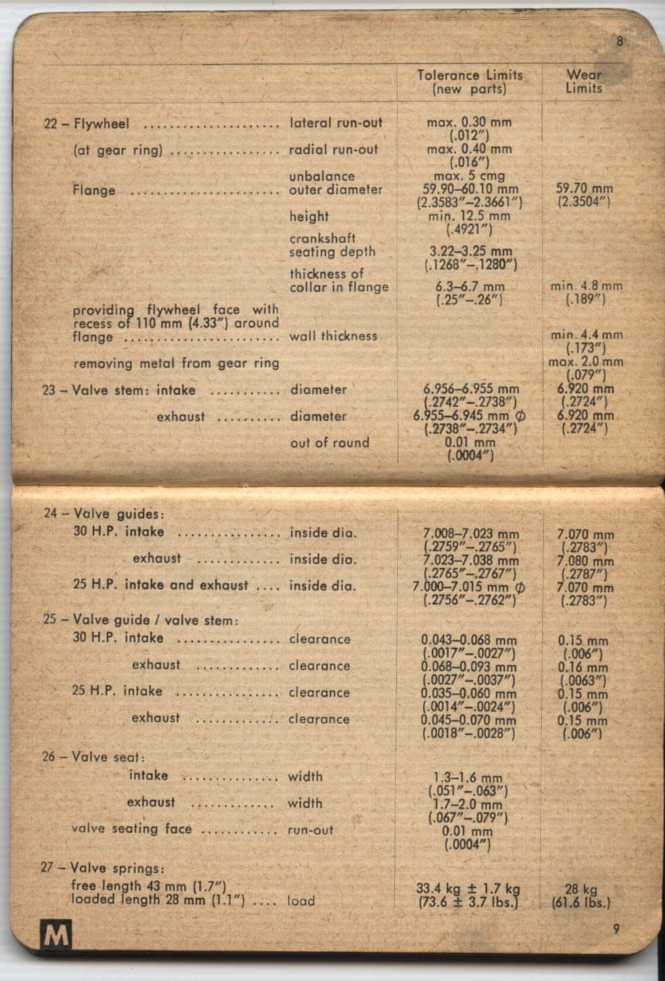 8
Tolerance Limits Wear
(new parts) Limits
22 – Flywheel .................... lateral run-out max. 0.30 mm
(.012″)
(at gear ring) ................ radial run-out max. 0.40 mm
(.016″)
unbalance max. 5 cmg
Flange ...................... outer diameter 59.90–60.10 mm 59.70 mm
(2.3583″–2.3661″) (2.3504″)
height min. 12.5 mm
(.4921″)
crankshaft
seating depth 3.22–3.25 mm
(.1268″–.1280″)
thickness of
collar in flange 6.3–6.7 mm min. 4.8 mm
(.25″–.26″) (.189″)
providing flywheel face with
recess of 110 mm (4.33″) around
flange ....................... wall thickness min. 4.4 mm
(.173″)
removing metal from gear ring max. 2.0 mm
(.079″)
23 – Valve stem: intake .......... diameter 6.956–6.955 mm 6.920 mm
(.2742″–.2738″) (.2724″)
exhaust .......... diameter 6.955–6.945 mm ∅ 6.920 mm
(.2738″–.2734″) (.2724″)
out of round 0.01 mm
(.0004″)
24 – Valve guides:
30 H.P. intake ............... inside dia. 7.008–7.023 mm 7.070 mm
(.2759″–.2765″) (.2783″)
exhaust ............ inside dia. 7.023–7.038 mm 7.080 mm
(.2765″–.2767″) (.2787″)
25 H.P. intake and exhaust .... inside dia. 7.000–7.015 mm ∅ 7.070 mm
(.2756″–.2762″) (.2783″)
25 – Valve guide / valve stem:
30 H.P. intake ............... clearance 0.043–0.068 mm 0.15 mm
(.0017″–.0027″) (.006″)
exhaust ............ clearance 0.068–0.093 mm 0.16 mm
(.0027″–.0037″) (.0063″)
25 H.P. intake ............... clearance 0.035–0.060 mm 0.15 mm
(.0014″–.0024″) (.006″)
exhaust ............ clearance 0.045–0.070 mm 0.15 mm
(.0018″–.0028″) (.006″)
26 – Valve seat:
intake .............. width 1.3–1.6 mm
(.051″–.063″)
exhaust ............ width 1.7–2.0 mm
(.067″–.079″)
valve seating face ............ run-out 0.01 mm
(.0004″)
27 – Valve springs:
free length 43 mm (1.7″) 33.4 kg ± 1.7 kg 28 kg
loaded length 28 mm (1.1″) .... load (73.6 ± 3.7 lbs.) (61.6 lbs.)
M 9